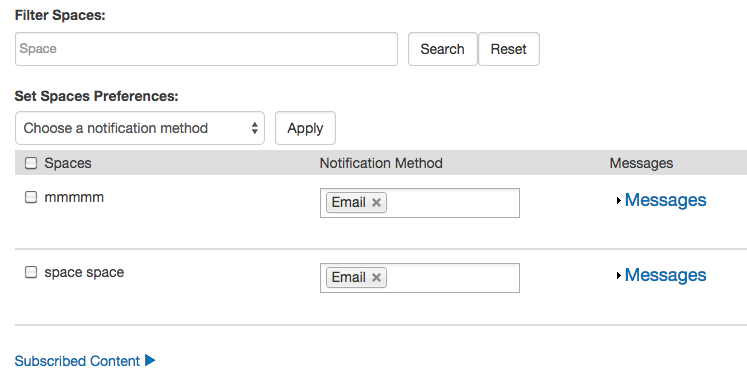 Filter Spaces:
Space Search Reset
Set Spaces Preferences:
Choose a notification method Apply
Spaces Notification Method Messages
mmmmm Email Messages
space space Email Messages
Subscribed Content